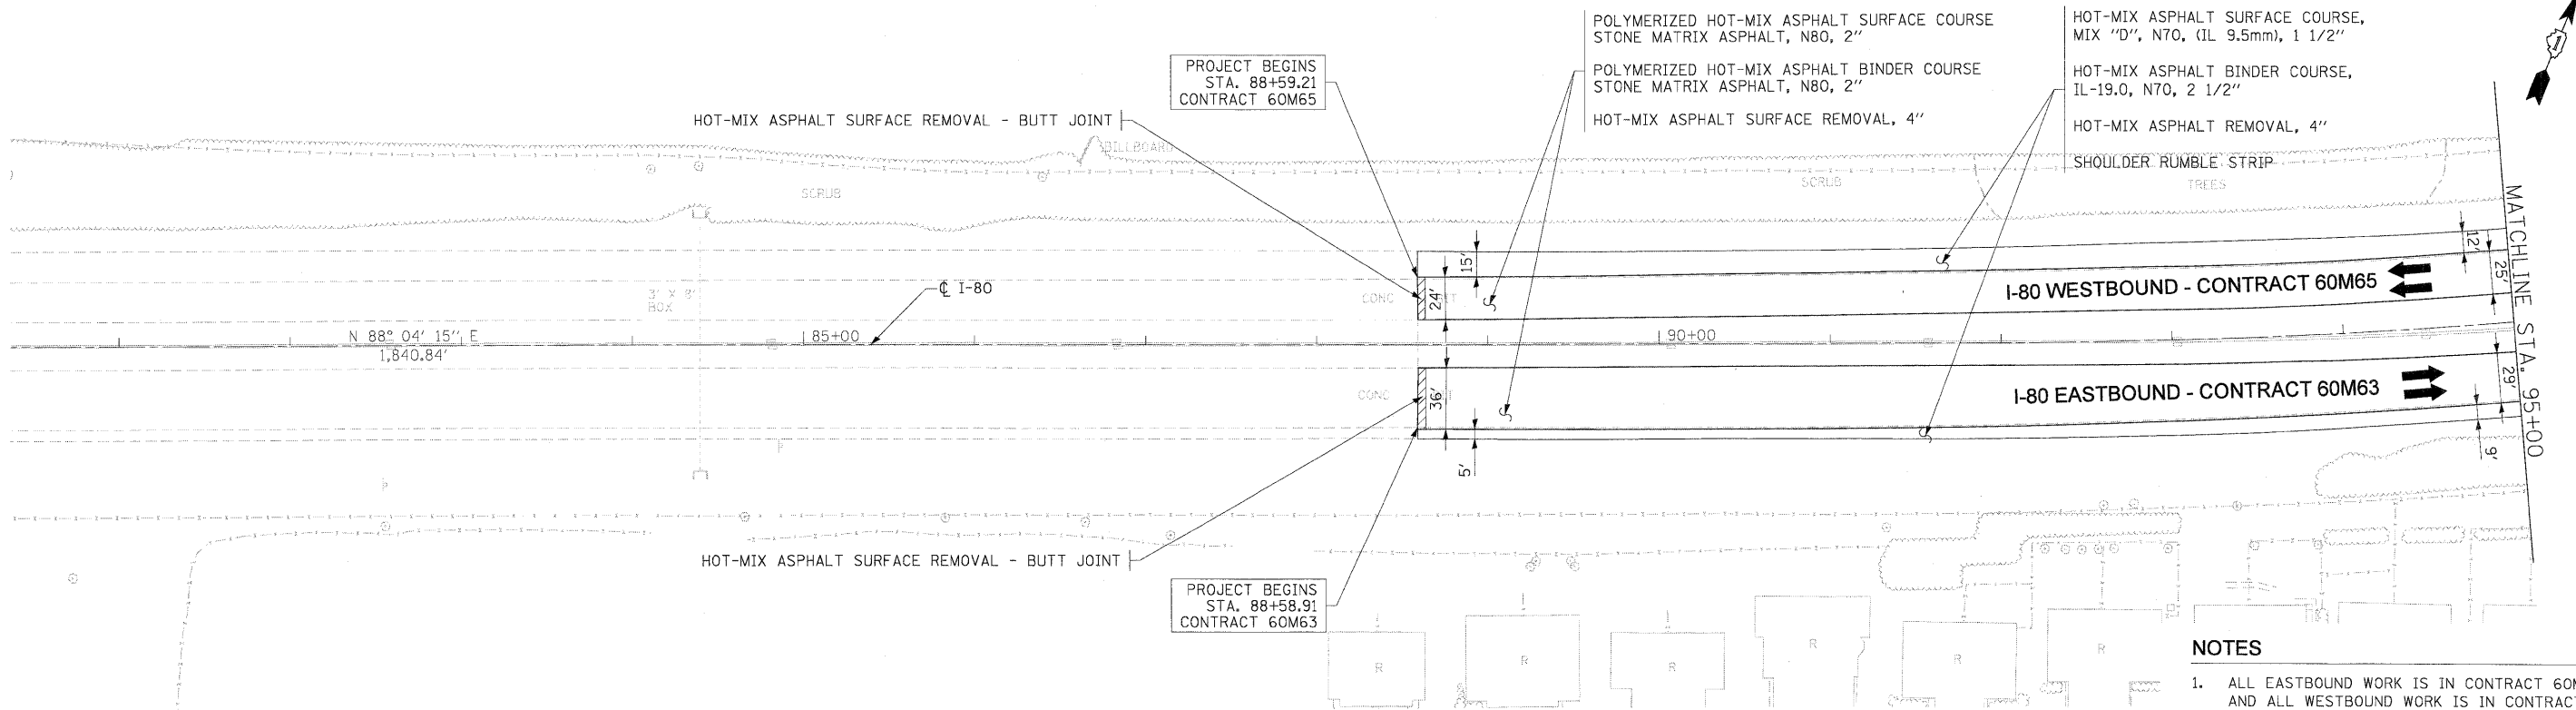 POLYMERIZED HOT-MIX ASPHALT SURFACE COURSE
STONE MATRIX ASPHALT, N80, 2"
POLYMERIZED HOT-MIX ASPHALT BINDER COURSE
STONE MATRIX ASPHALT, N80, 2"
HOT-MIX ASPHALT SURFACE REMOVAL, 4"
HOT-MIX ASPHALT SURFACE COURSE,
MIX "D", N70, (IL 9.5mm), 1 1/2"
HOT-MIX ASPHALT BINDER COURSE,
IL-19.0, N70, 2 1/2"
HOT-MIX ASPHALT REMOVAL, 4"
SHOULDER RUMBLE STRIP
PROJECT BEGINS
STA. 88+59.21
CONTRACT 60M65
HOT-MIX ASPHALT SURFACE REMOVAL - BUTT JOINT
BILLBOARD
SCRUB
SCRUB
TREES
MATCHLINE STA. 95+00
12'
25'
15'
24'
I-80 WESTBOUND - CONTRACT 60M65
3' X 8'
BOX
℄ I-80
CONC
N 88° 04' 15" E
1,840.84'
85+00
90+00
CONC
36'
I-80 EASTBOUND - CONTRACT 60M63
29'
5'
9'
HOT-MIX ASPHALT SURFACE REMOVAL - BUTT JOINT
PROJECT BEGINS
STA. 88+58.91
CONTRACT 60M63
P
P
R
R
R
R
R
R
R
NOTES
1. ALL EASTBOUND WORK IS IN CONTRACT 60M
AND ALL WESTBOUND WORK IS IN CONTRACT